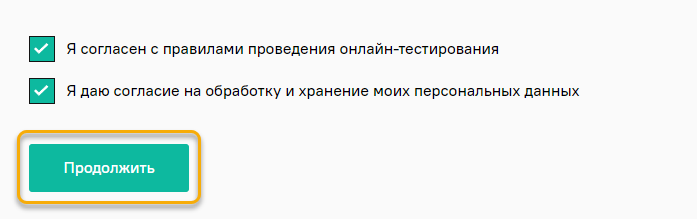 Я согласен с правилами проведения онлайн-тестирования
Я даю согласие на обработку и хранение моих персональных данных
Продолжить